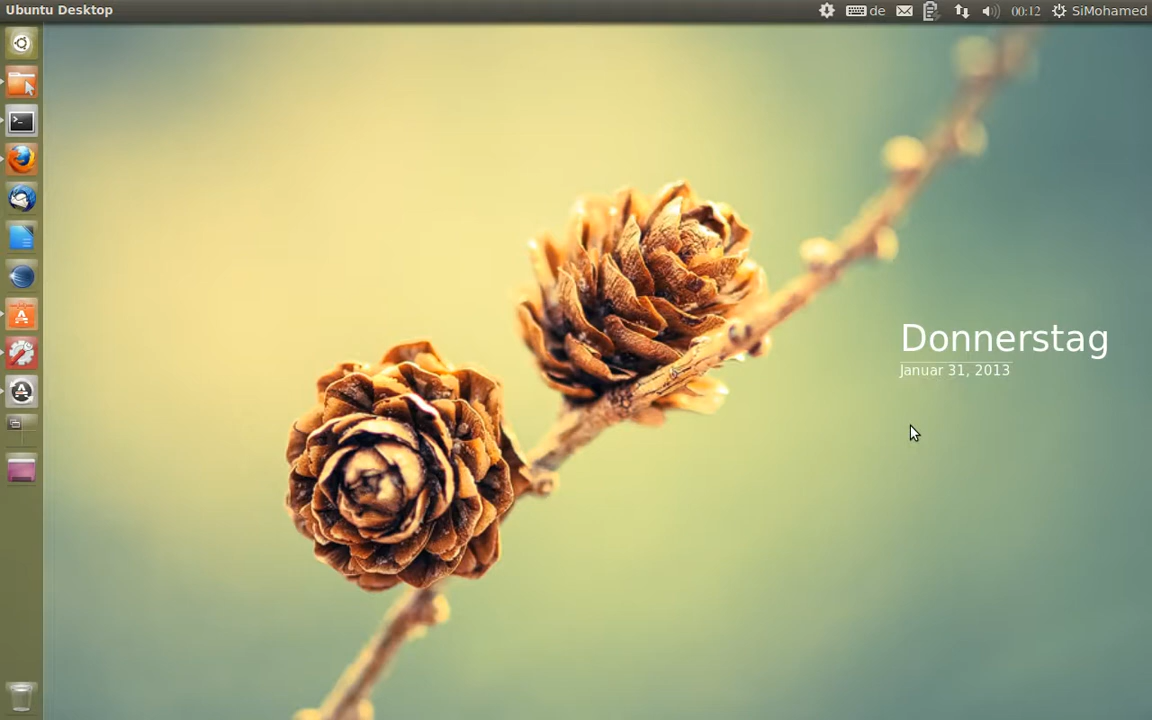 Ubuntu Desktop
de
00:12
SiMohamed
Donnerstag
Januar 31, 2013